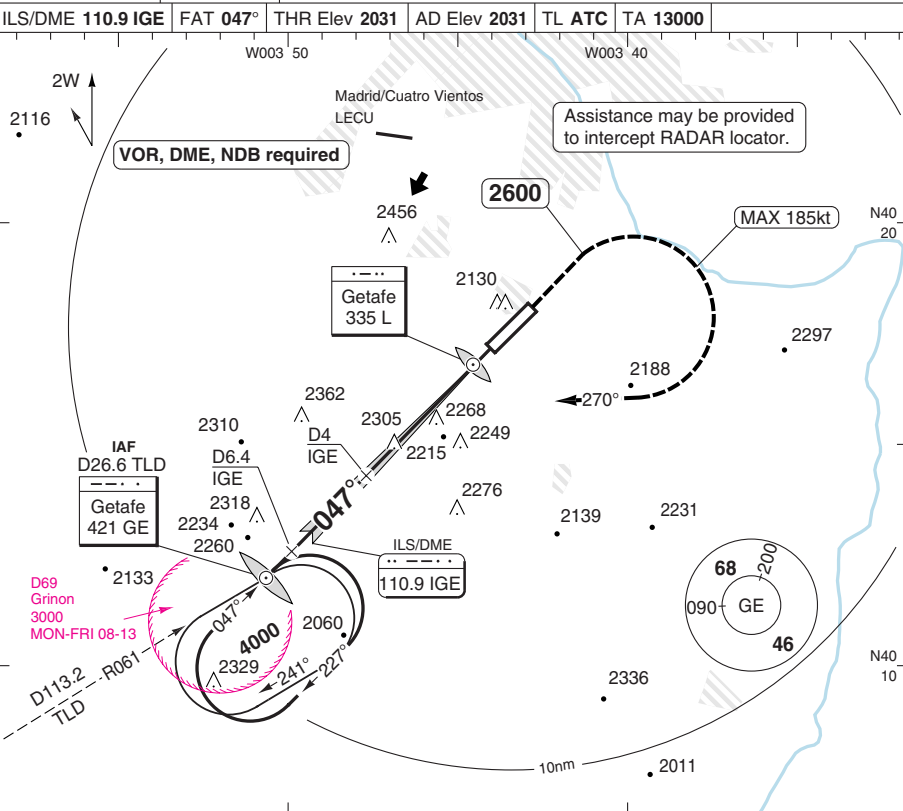 ILS/DME 110.9 IGE FAT 047° THR Elev 2031 AD Elev 2031 TL ATC TA 13000
W003 50
W003 40
2W
2116
Madrid/Cuatro Vientos
LECU
Assistance may be provided
to intercept RADAR locator.
VOR, DME, NDB required
2600
2456
MAX 185kt
N40
20
2130
Getafe
335 L
2297
2188
270°
2362
2305
2268
2310
2249
2215
D4
IGE
IAF
D26.6 TLD
D6.4
IGE
Getafe
421 GE
2318
2234
2260
047°
2276
2139
2231
ILS/DME
110.9 IGE
2133
D69
Grinon
3000
MON-FRI 08-13
68
200
090
GE
46
047°
4000
2060
2329
241°
227°
D113.2
R061
TLD
N40
10
2336
10nm
2011